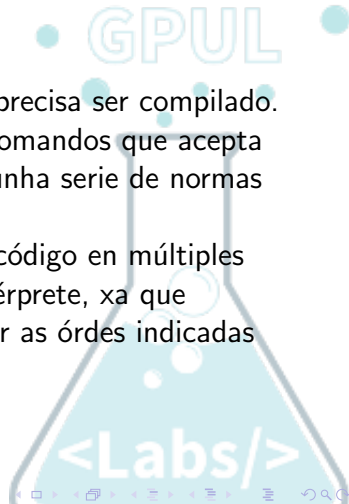 GPUL
precisa ser compilado.
omandos que acepta
unha serie de normas
código en múltiples
érprete, xa que
r as órdes indicadas
<Labs/>